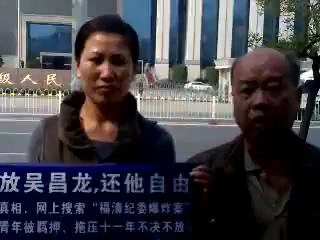 级人民
放吴昌龙,还他自由
真相,网上搜索“福清纪委爆炸案
青年被羁押、拖压十一年不决不放